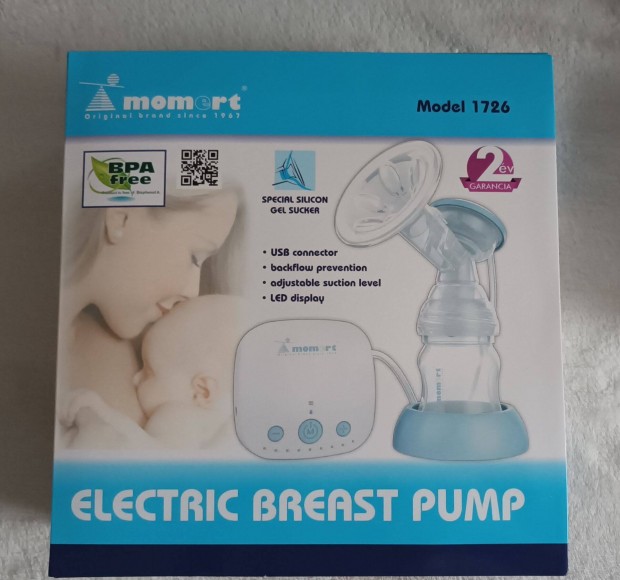 momert®
Original brand since 1967
Model 1726
BPA
free
2 év
GARANCIA
SPECIAL SILICON
GEL SUCKER
• USB connector
• backflow prevention
• adjustable suction level
• LED display
momert
M
momert
ELECTRIC BREAST PUMP